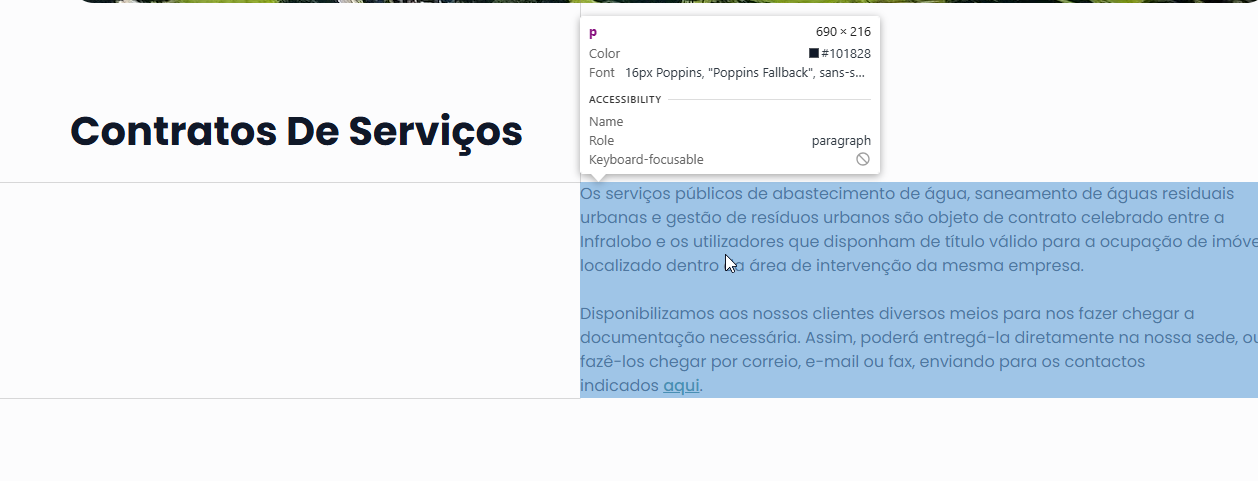 p 690 × 216
Color #101828
Font 16px Poppins, "Poppins Fallback", sans-s...
ACCESSIBILITY
Name
Role paragraph
Keyboard-focusable
Contratos De Serviços
Os serviços públicos de abastecimento de água, saneamento de águas residuais
urbanas e gestão de resíduos urbanos são objeto de contrato celebrado entre a
Infralobo e os utilizadores que disponham de título válido para a ocupação de imóve
localizado dentro área de intervenção da mesma empresa.
Disponibilizamos aos nossos clientes diversos meios para nos fazer chegar a
documentação necessária. Assim, poderá entregá-la diretamente na nossa sede, ou
fazê-los chegar por correio, e-mail ou fax, enviando para os contactos
indicados aqui.